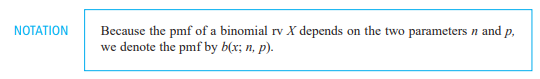 NOTATION
Because the pmf of a binomial rv X depends on the two parameters n and p,
we denote the pmf by b(x; n, p).